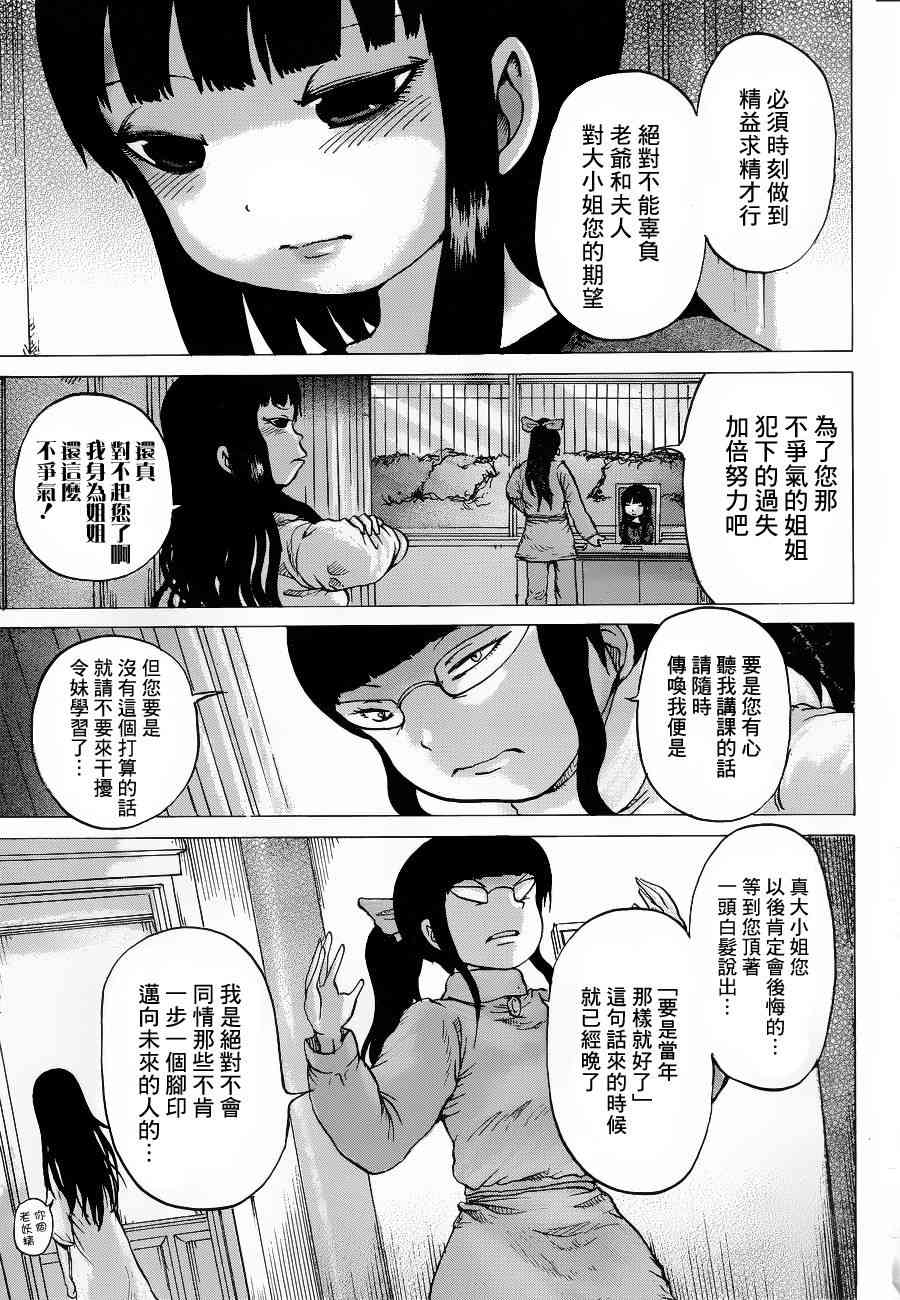 必須時刻做到
精益求精才行
絕對不能辜負
老爺和夫人
對大小姐您的期望
為了您那
不爭氣的姐姐
犯下的過失
加倍努力吧
還真
對不起您了啊
我身為姐姐
還這麼
不爭氣！
要是您有心
聽我講課的話
請隨時
傳喚我便是
但您要是
沒有這個打算的話
就請不要來干擾
令妹學習了…
真大小姐您
以後肯定會後悔的…
等到您頂著
一頭白髮說出…
「要是當年
那樣就好了」
這句話來的時候
就已經晚了
我是絕對不會
同情那些不肯
一步一個腳印
邁向未來的人的…
你個
老妖精